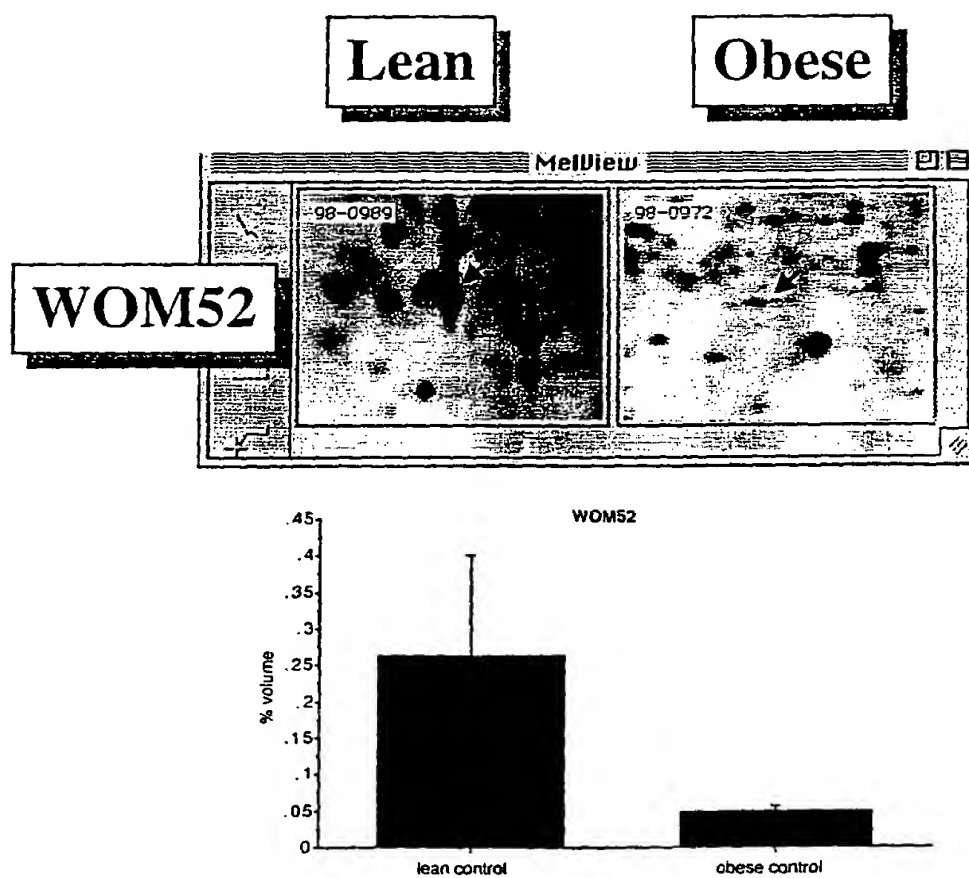 Lean
Obese
MelView
98-0989
98-0972
WOM52
WOM52
.45
.4
.35
.3
.25
.2
.15
.1
.05
0
% volume
lean control
obese control